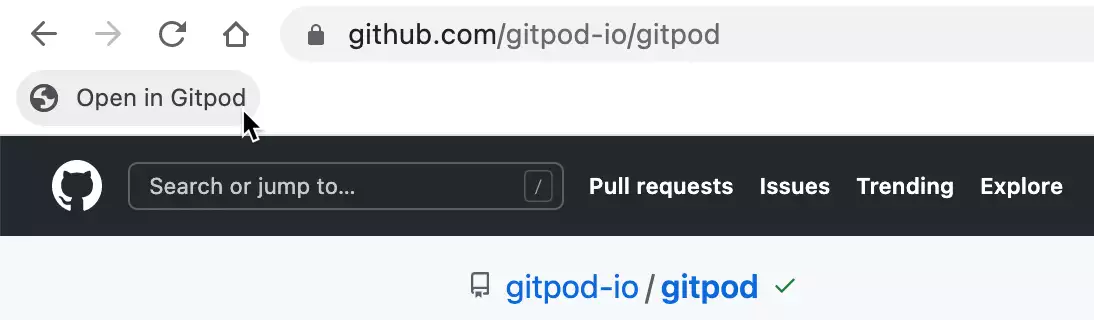 github.com/gitpod-io/gitpod
Open in Gitpod
Search or jump to... / Pull requests Issues Trending Explore
gitpod-io / gitpod